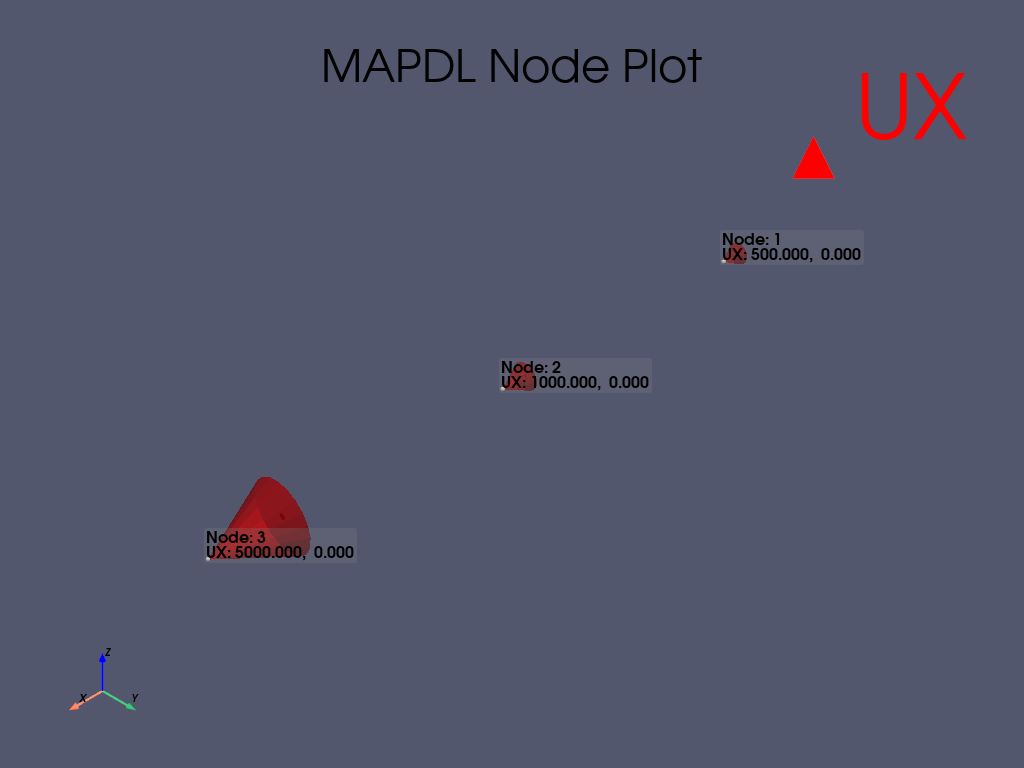 MAPDL Node Plot
UX
Node: 1
UX: 500.000, 0.000
Node: 2
UX: 1000.000, 0.000
Node: 3
UX: 5000.000, 0.000
Z
X
Y